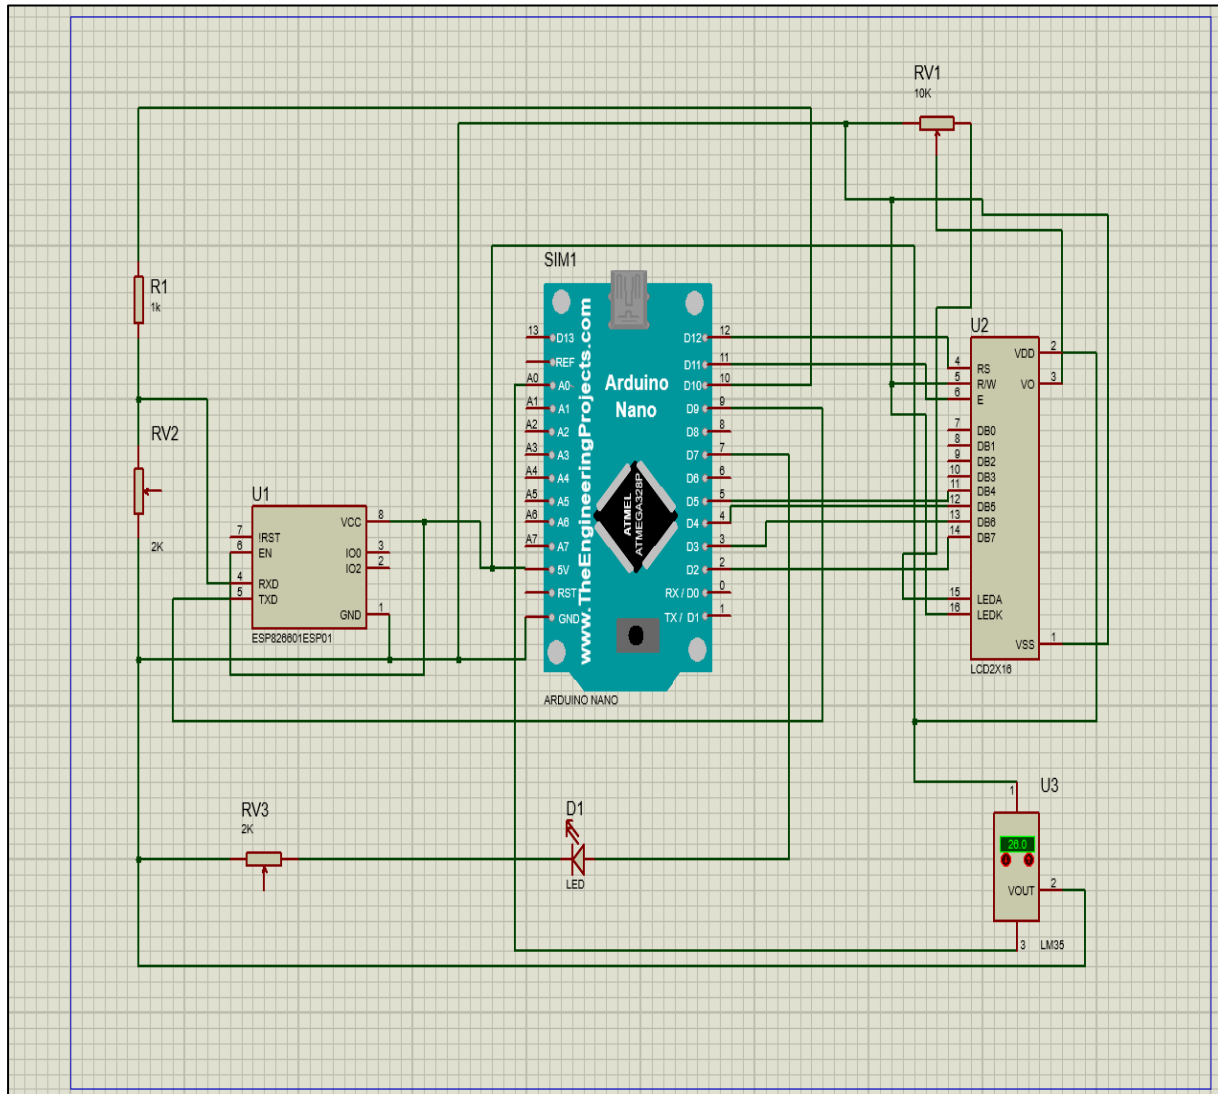 RV1
10K
R1
1k
RV2
2K
U1
VCC 8
7 !RST
6 EN
IO0 3
IO2 2
4 RXD
5 TXD
GND 1
ESP826601ESP01
SIM1
www.TheEngineeringProjects.com
Arduino
Nano
ATMEL
ATMEGA328P
13 D13
REF
A0 A0
A1 A1
A2 A2
A3 A3
A4 A4
A5 A5
A6 A6
A7 A7
5V
RST
GND
D12 12
D11 11
D10 10
D9 9
D8 8
D7 7
D6 6
D5 5
D4 4
D3 3
D2 2
RX / D0 0
TX / D1 1
ARDUINO NANO
U2
VDD 2
4 RS
5 R/W
VO 3
6 E
7 DB0
8 DB1
9 DB2
10 DB3
11 DB4
12 DB5
13 DB6
14 DB7
15 LEDA
16 LEDK
VSS 1
LCD2X16
RV3
2K
D1
LED
U3
1
26.0
VOUT 2
3
LM35